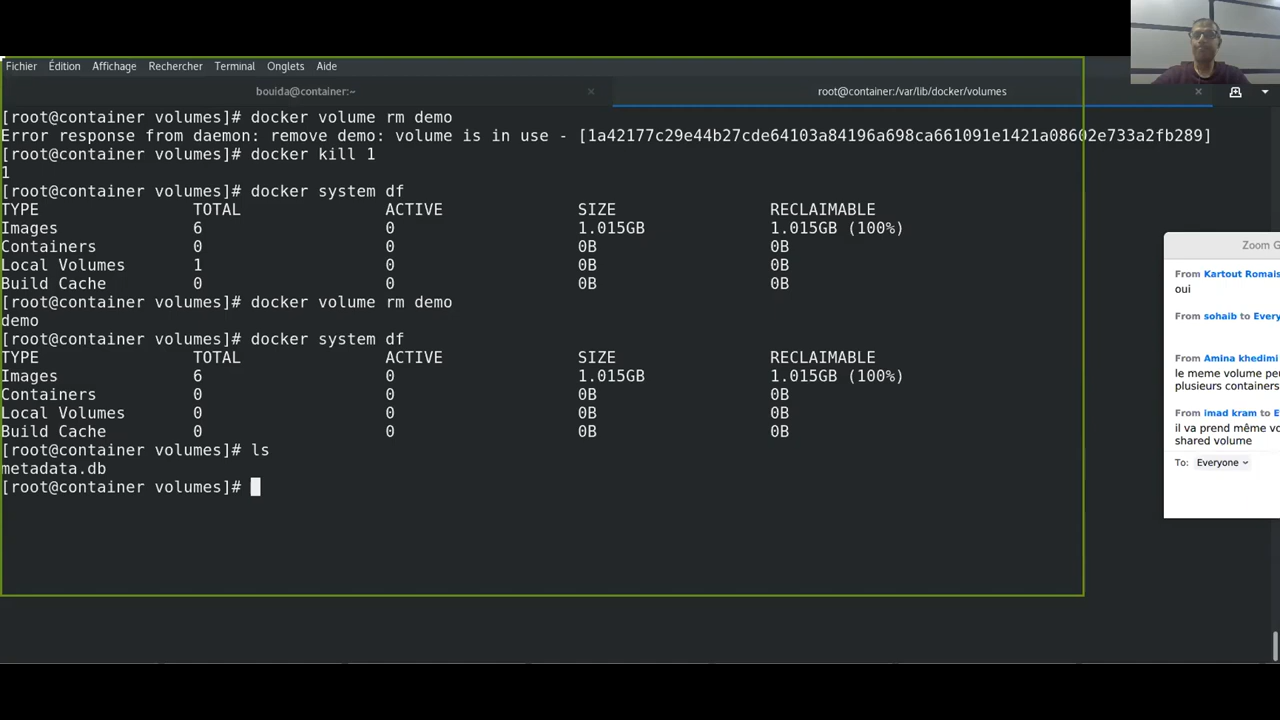 Fichier Édition Affichage Rechercher Terminal Onglets Aide
bouida@container:~
root@container:/var/lib/docker/volumes
[root@container volumes]# docker volume rm demo
Error response from daemon: remove demo: volume is in use - [1a42177c29e44b27cde64103a84196a698ca661091e1421a08602e733a2fb289]
[root@container volumes]# docker kill 1
1
[root@container volumes]# docker system df
TYPE TOTAL ACTIVE SIZE RECLAIMABLE
Images 6 0 1.015GB 1.015GB (100%)
Containers 0 0 0B 0B
Local Volumes 1 0 0B 0B
Build Cache 0 0 0B 0B
[root@container volumes]# docker volume rm demo
demo
[root@container volumes]# docker system df
TYPE TOTAL ACTIVE SIZE RECLAIMABLE
Images 6 0 1.015GB 1.015GB (100%)
Containers 0 0 0B 0B
Local Volumes 0 0 0B 0B
Build Cache 0 0 0B 0B
[root@container volumes]# ls
metadata.db
[root@container volumes]#
Zoom G
From Kartout Romais
oui
From sohaib to Every
From Amina khedimi
le meme volume peu
plusieurs containers
From imad kram to E
il va prend même vo
shared volume
To: Everyone